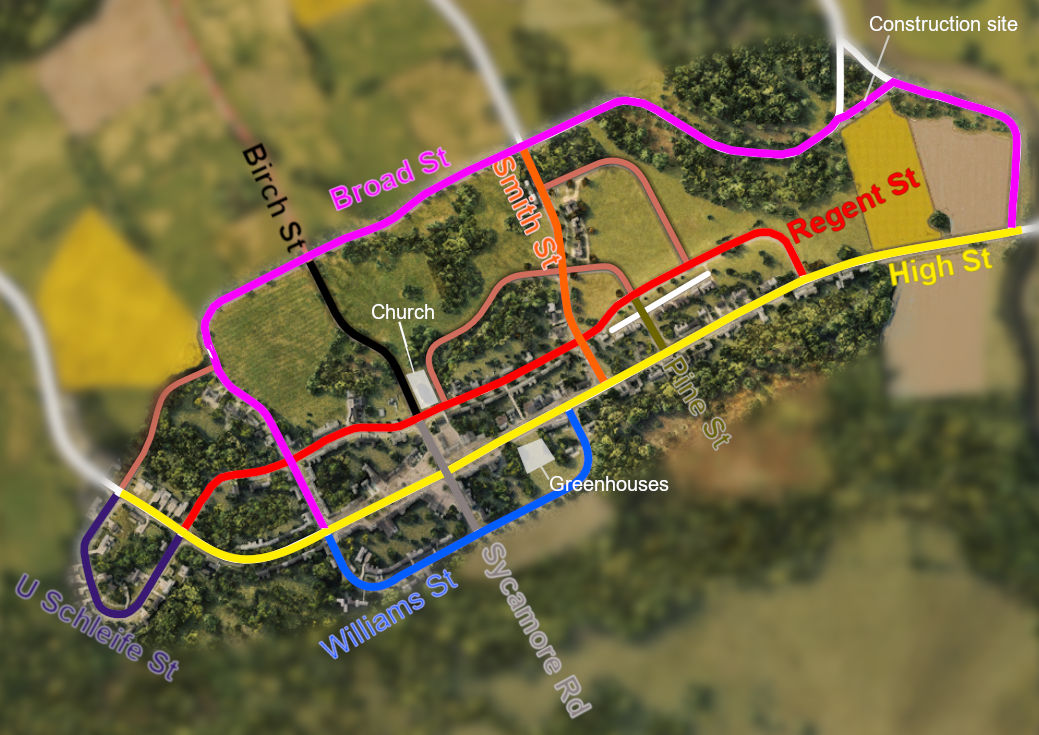 Construction site
Birch St
Broad St
Smith St
Regent St
High St
Church
Pine St
Greenhouses
U Schleife St
Williams St
Sycamore Rd